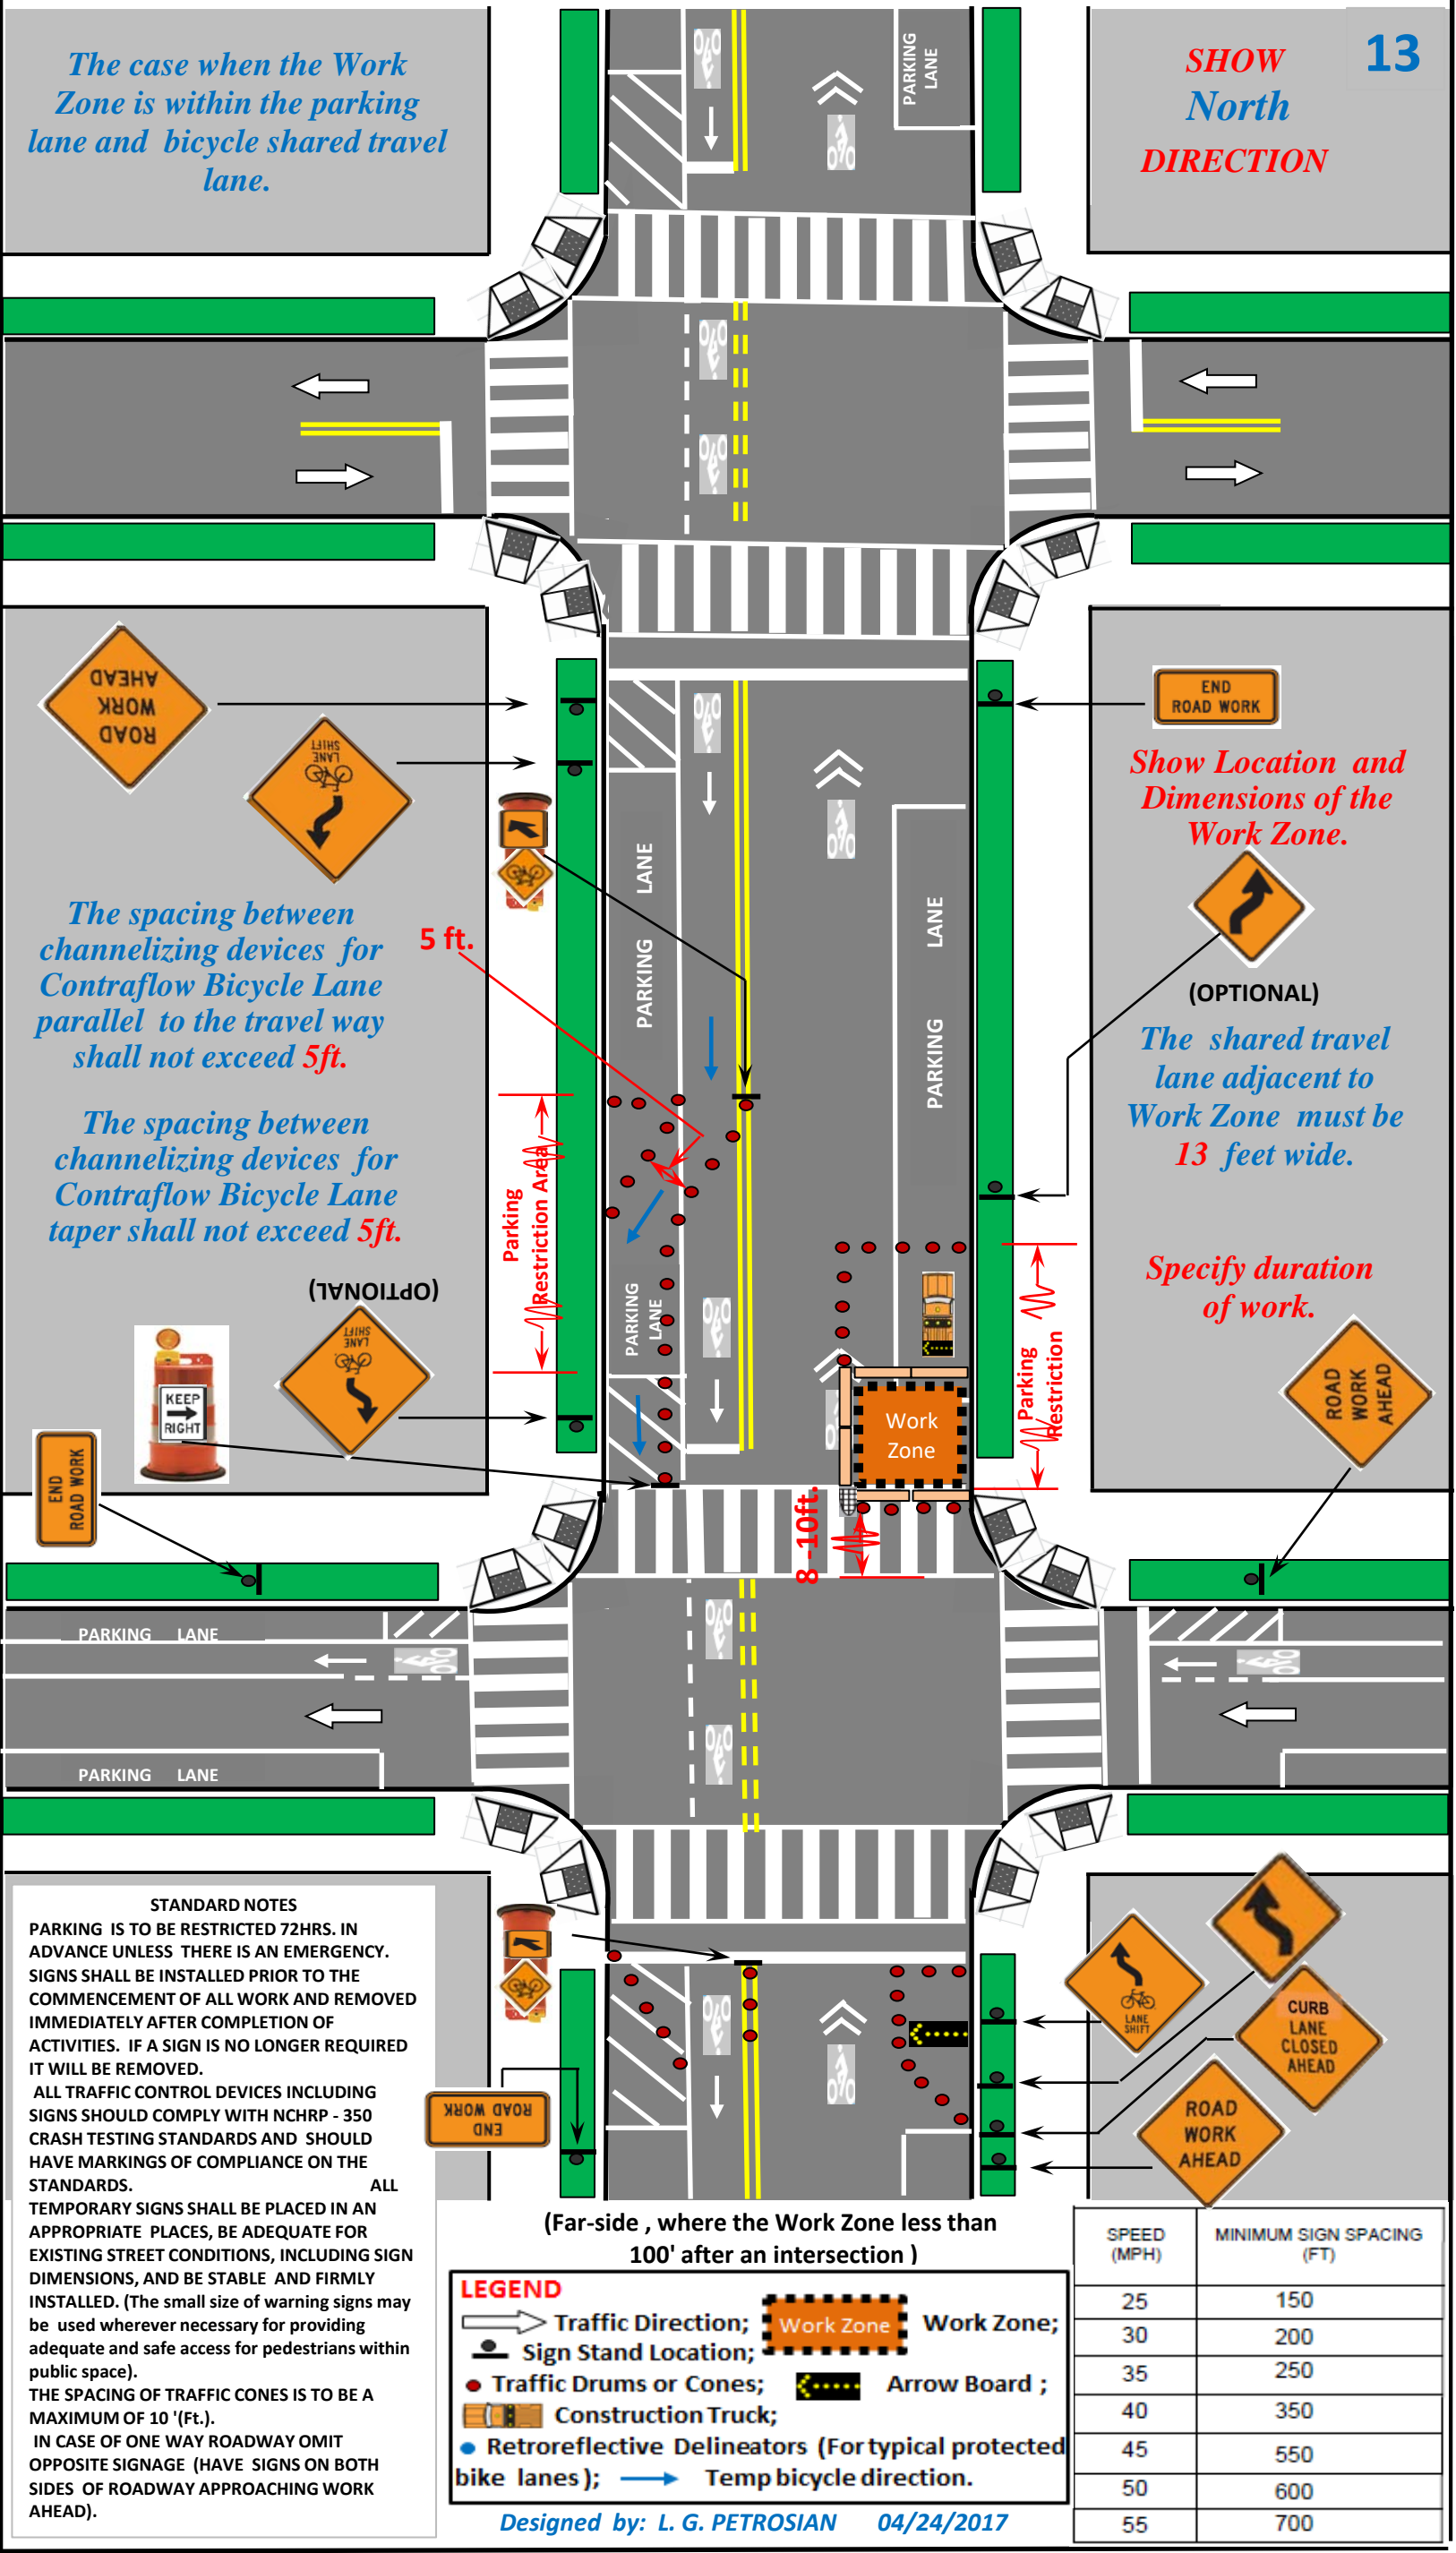 The case when the Work
Zone is within the parking
lane and bicycle shared travel
lane.
PARKING
LANE
SHOW
North
DIRECTION
13
ROAD
WORK
AHEAD
LANE
SHIFT
END
ROAD WORK
Show Location and
Dimensions of the
Work Zone.
PARKING LANE
PARKING LANE
The spacing between
channelizing devices for
Contraflow Bicycle Lane
parallel to the travel way
shall not exceed 5ft.
5 ft.
(OPTIONAL)
The shared travel
lane adjacent to
Work Zone must be
13 feet wide.
The spacing between
channelizing devices for
Contraflow Bicycle Lane
taper shall not exceed 5ft.
Parking
Restriction Area
Specify duration
of work.
(OPTIONAL)
LANE
SHIFT
KEEP
RIGHT
PARKING
LANE
Work
Zone
Parking
Restriction
ROAD
WORK
AHEAD
END
ROAD WORK
8 -10ft.
PARKING LANE
PARKING LANE
STANDARD NOTES
PARKING IS TO BE RESTRICTED 72HRS. IN
ADVANCE UNLESS THERE IS AN EMERGENCY.
SIGNS SHALL BE INSTALLED PRIOR TO THE
COMMENCEMENT OF ALL WORK AND REMOVED
IMMEDIATELY AFTER COMPLETION OF
ACTIVITIES. IF A SIGN IS NO LONGER REQUIRED
IT WILL BE REMOVED.
ALL TRAFFIC CONTROL DEVICES INCLUDING
SIGNS SHOULD COMPLY WITH NCHRP - 350
CRASH TESTING STANDARDS AND SHOULD
HAVE MARKINGS OF COMPLIANCE ON THE
STANDARDS. ALL
TEMPORARY SIGNS SHALL BE PLACED IN AN
APPROPRIATE PLACES, BE ADEQUATE FOR
EXISTING STREET CONDITIONS, INCLUDING SIGN
DIMENSIONS, AND BE STABLE AND FIRMLY
INSTALLED. (The small size of warning signs may
be used wherever necessary for providing
adequate and safe access for pedestrians within
public space).
THE SPACING OF TRAFFIC CONES IS TO BE A
MAXIMUM OF 10 '(Ft.).
IN CASE OF ONE WAY ROADWAY OMIT
OPPOSITE SIGNAGE (HAVE SIGNS ON BOTH
SIDES OF ROADWAY APPROACHING WORK
AHEAD).
END
ROAD WORK
LANE
SHIFT
CURB
LANE
CLOSED
AHEAD
ROAD
WORK
AHEAD
(Far-side , where the Work Zone less than
100' after an intersection )
LEGEND
Traffic Direction; Work Zone Work Zone;
Sign Stand Location;
Traffic Drums or Cones; Arrow Board ;
Construction Truck;
Retroreflective Delineators (For typical protected
bike lanes ); Temp bicycle direction.
Designed by: L. G. PETROSIAN 04/24/2017
SPEED
(MPH)
MINIMUM SIGN SPACING
(FT)
25 150
30 200
35 250
40 350
45 550
50 600
55 700